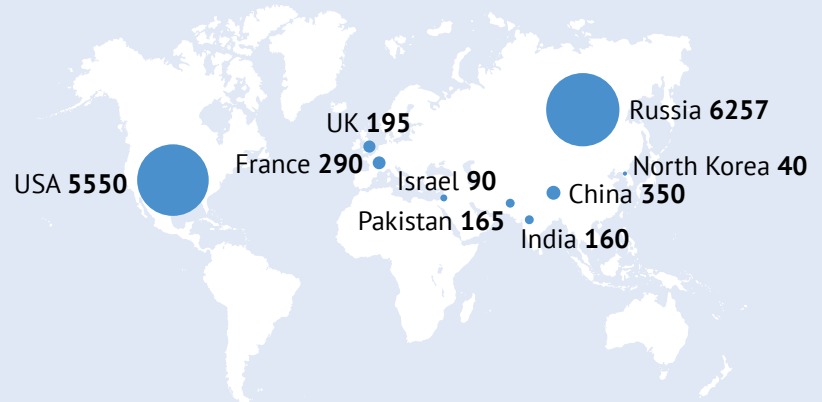 Russia 6257
UK 195
France 290
North Korea 40
USA 5550
Israel 90
China 350
Pakistan 165
India 160